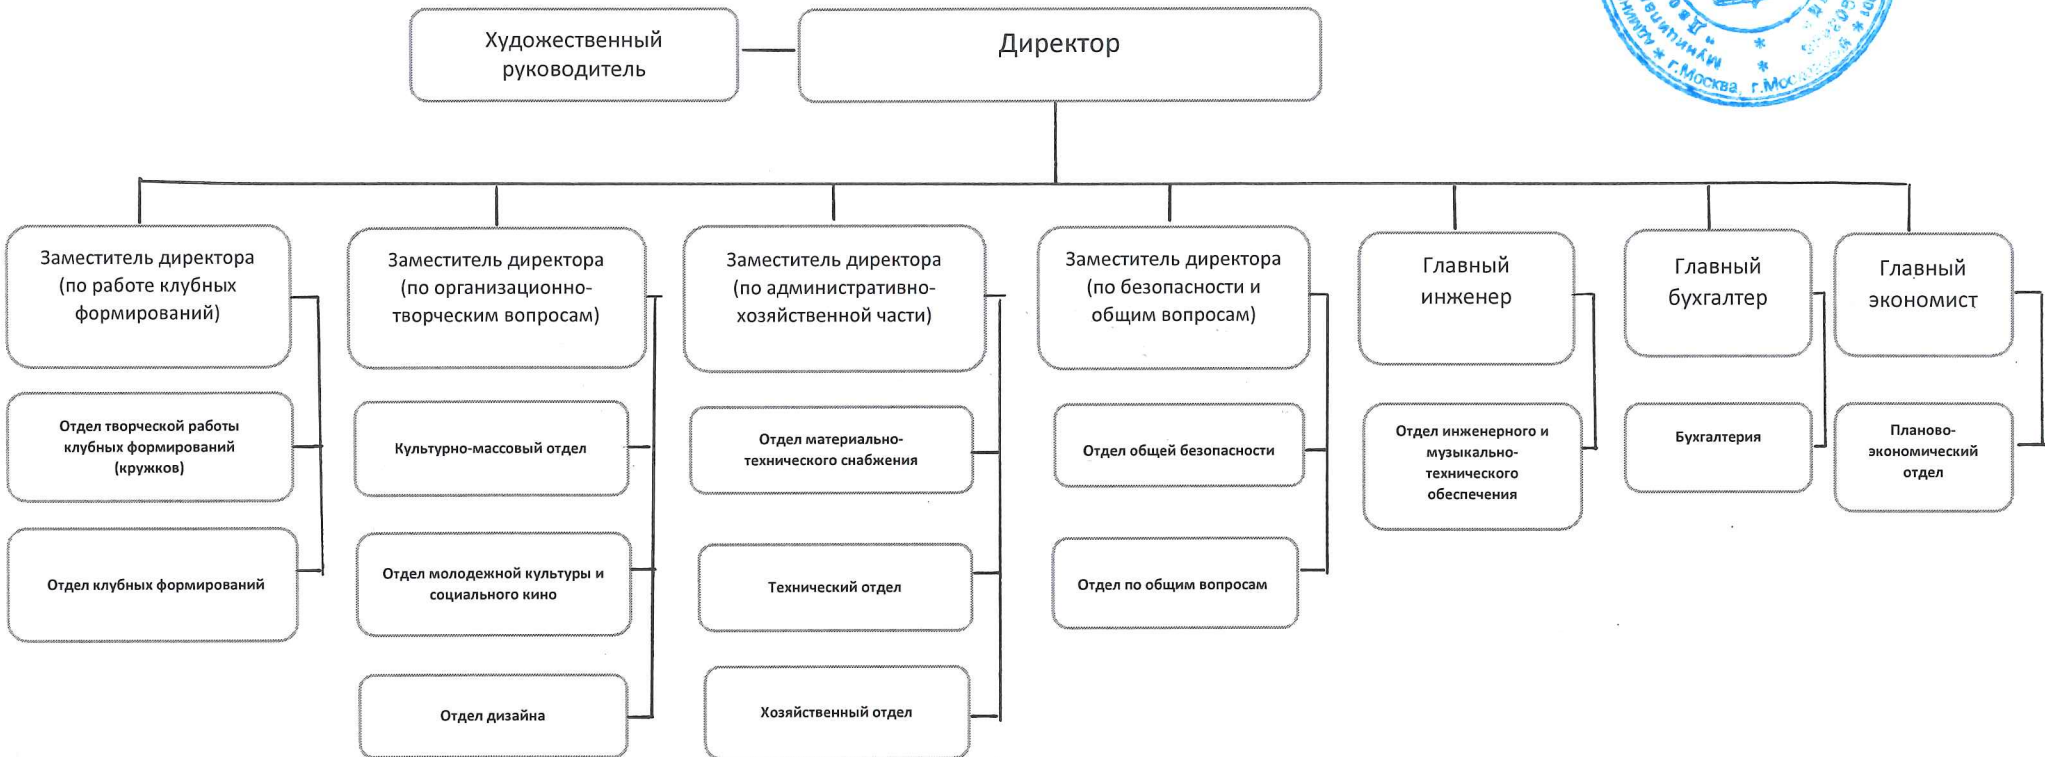 Художественный
руководитель
Директор
г.Москва, г.Мос
Заместитель директора
(по работе клубных
формирований)
Заместитель директора
(по организационно-
творческим вопросам)
Заместитель директора
(по административно-
хозяйственной части)
Заместитель директора
(по безопасности и
общим вопросам)
Главный
инженер
Главный
бухгалтер
Главный
экономист
Отдел творческой работы
клубных формирований
(кружков)
Культурно-массовый отдел
Отдел материально-
технического снабжения
Отдел общей безопасности
Отдел инженерного и
музыкально-
технического
обеспечения
Бухгалтерия
Планово-
экономический
отдел
Отдел клубных формирований
Отдел молодежной культуры и
социального кино
Технический отдел
Отдел по общим вопросам
Отдел дизайна
Хозяйственный отдел